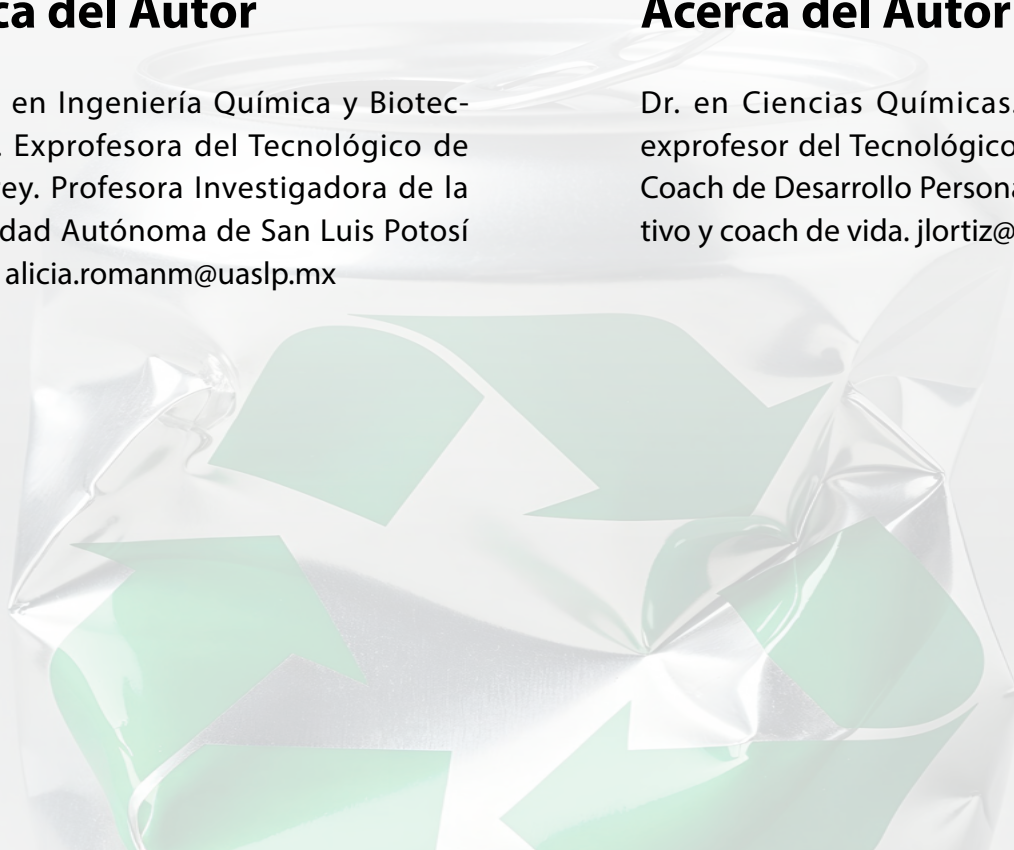 ca del Autor
en Ingeniería Química y Biotec-
. Exprofesora del Tecnológico de
ey. Profesora Investigadora de la
dad Autónoma de San Luis Potosí
alicia.romanm@uaslp.mx
Acerca del Autor
Dr. en Ciencias Químicas.
exprofesor del Tecnológico
Coach de Desarrollo Persona
tivo y coach de vida. jlortiz@